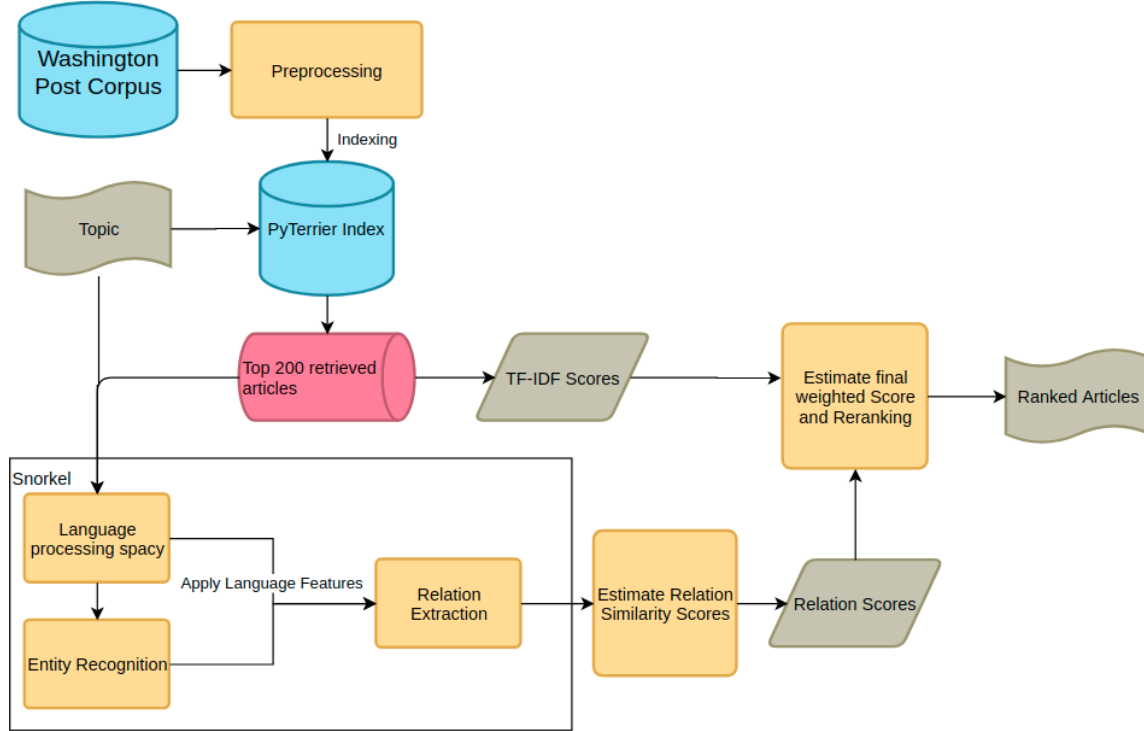 Washington
Post Corpus
Preprocessing
Indexing
Topic
PyTerrier Index
Top 200 retrieved
articles
TF-IDF Scores
Estimate final
weighted Score
and Reranking
Ranked Articles
Snorkel
Language
processing spacy
Apply Language Features
Relation
Extraction
Estimate Relation
Similarity Scores
Relation Scores
Entity Recognition